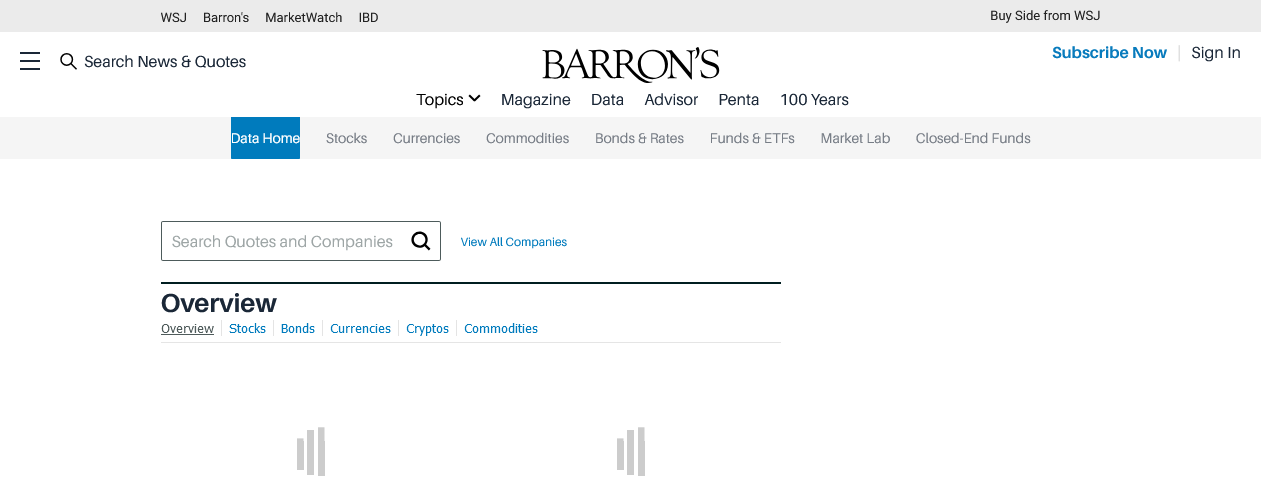 WSJ Barron's MarketWatch IBD Buy Side from WSJ
Search News & Quotes BARRON'S Subscribe Now Sign In
Topics Magazine Data Advisor Penta 100 Years
Data Home Stocks Currencies Commodities Bonds & Rates Funds & ETFs Market Lab Closed-End Funds
Search Quotes and Companies View All Companies
Overview
Overview Stocks Bonds Currencies Cryptos Commodities